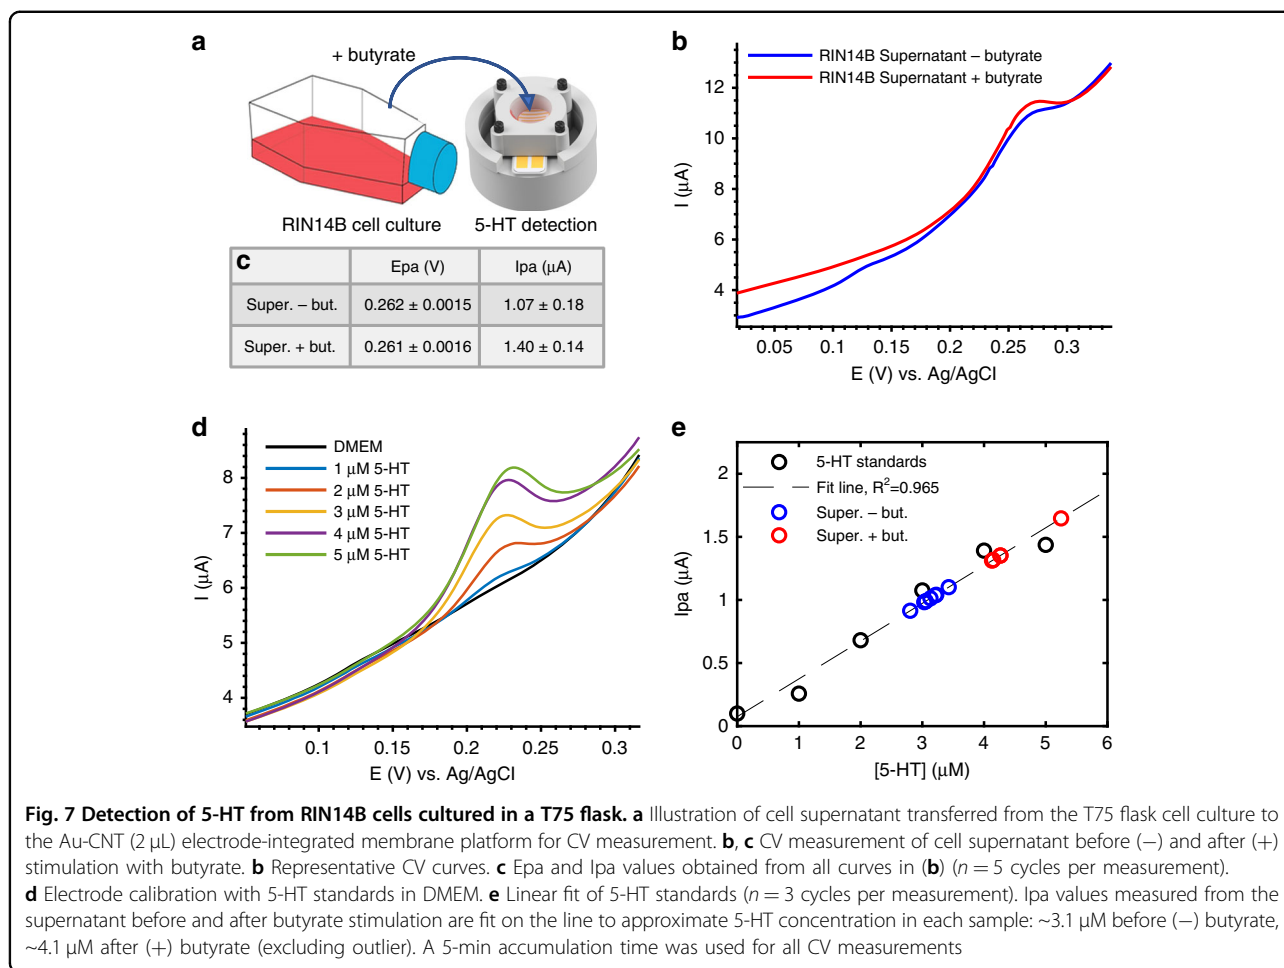 a
+ butyrate
RIN14B cell culture
5-HT detection
b
RIN14B Supernatant – butyrate
RIN14B Supernatant + butyrate
12
10
8
6
4
I (µA)
0.05 0.1 0.15 0.2 0.25 0.3
E (V) vs. Ag/AgCl
c
Epa (V) Ipa (µA)
Super. – but. 0.262 ± 0.0015 1.07 ± 0.18
Super. + but. 0.261 ± 0.0016 1.40 ± 0.14
d
DMEM
1 µM 5-HT
2 µM 5-HT
3 µM 5-HT
4 µM 5-HT
5 µM 5-HT
8
7
6
5
4
I (µA)
0.1 0.15 0.2 0.25 0.3
E (V) vs. Ag/AgCl
e
5-HT standards
Fit line, R²=0.965
Super. – but.
Super. + but.
2
1.5
1
0.5
0
Ipa (µA)
0 1 2 3 4 5 6
[5-HT] (µM)
Fig. 7 Detection of 5-HT from RIN14B cells cultured in a T75 flask. a Illustration of cell supernatant transferred from the T75 flask cell culture to
the Au-CNT (2 µL) electrode-integrated membrane platform for CV measurement. b, c CV measurement of cell supernatant before (−) and after (+)
stimulation with butyrate. b Representative CV curves. c Epa and Ipa values obtained from all curves in (b) (n = 5 cycles per measurement).
d Electrode calibration with 5-HT standards in DMEM. e Linear fit of 5-HT standards (n = 3 cycles per measurement). Ipa values measured from the
supernatant before and after butyrate stimulation are fit on the line to approximate 5-HT concentration in each sample: ~3.1 µM before (−) butyrate,
~4.1 µM after (+) butyrate (excluding outlier). A 5-min accumulation time was used for all CV measurements